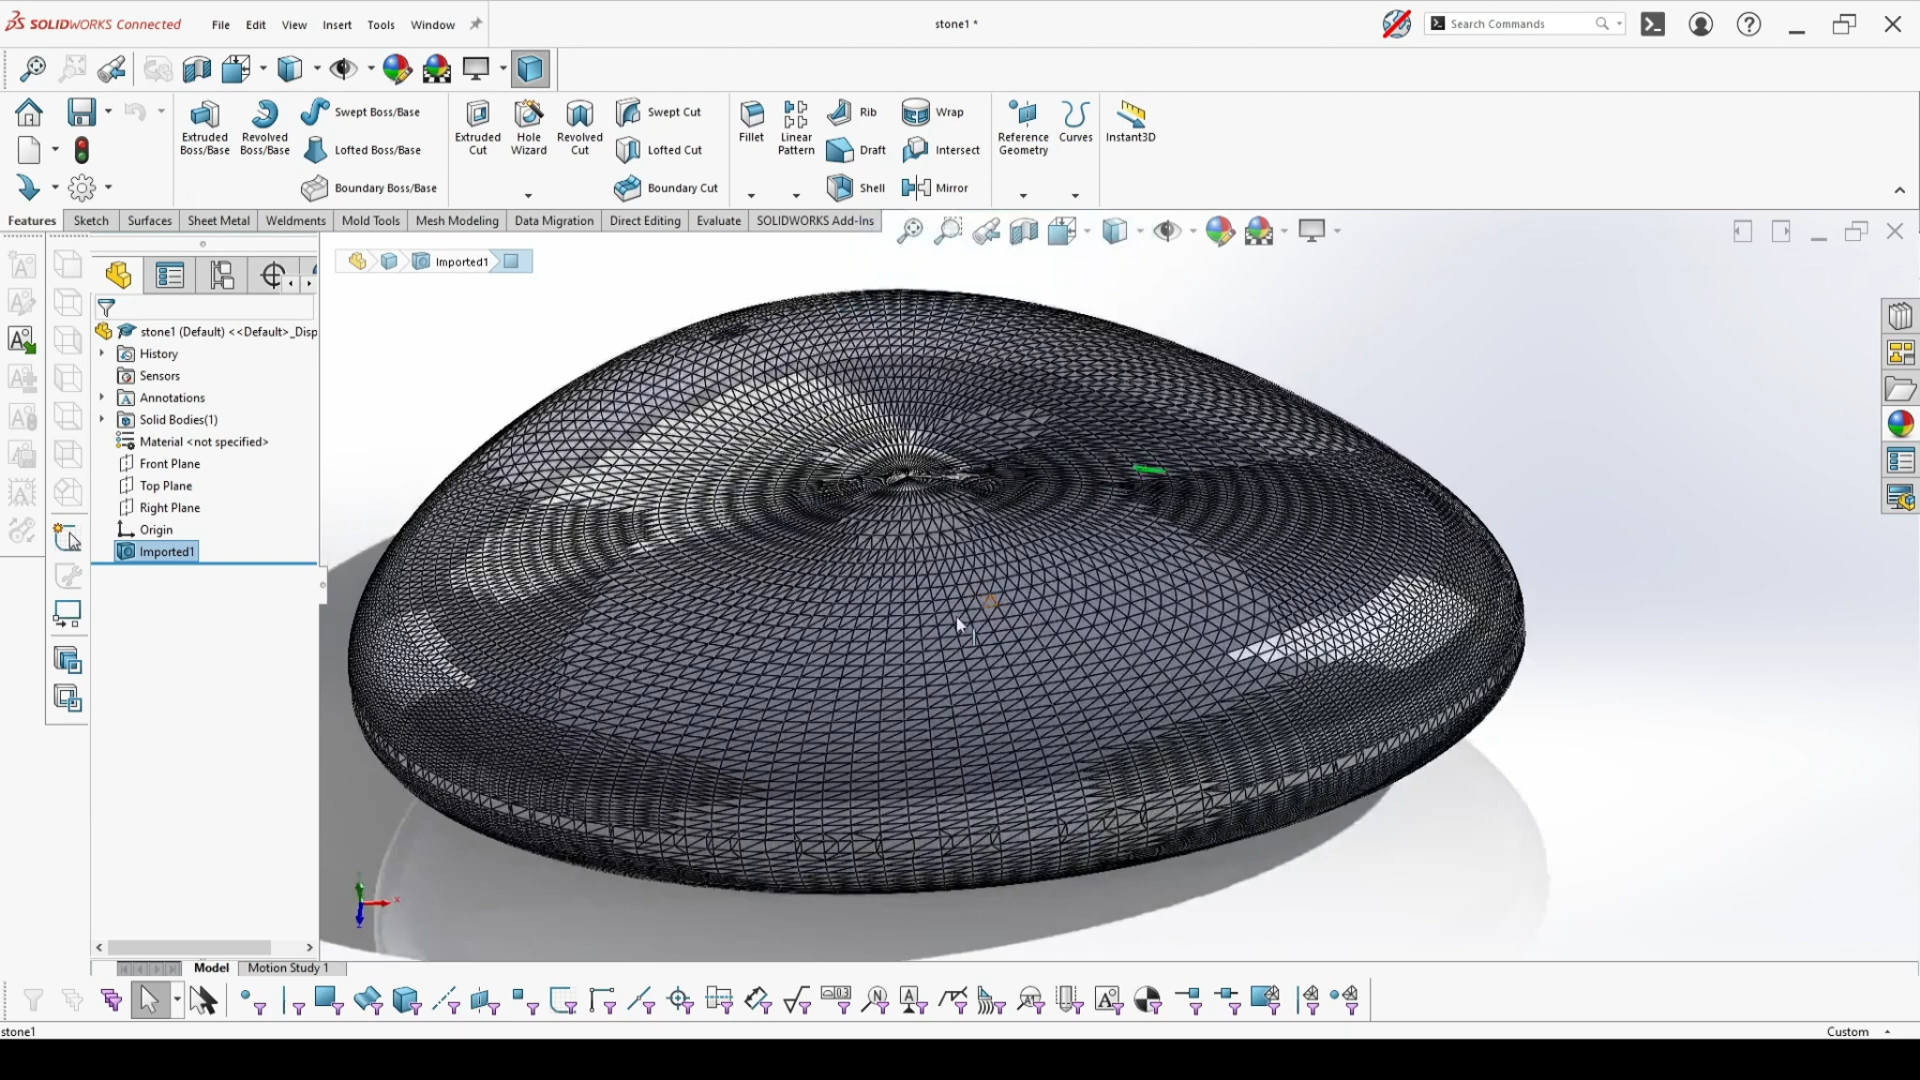 SOLIDWORKS Connected
File Edit View Insert Tools Window
stone1 *
Search Commands
Extruded Boss/Base
Revolved Boss/Base
Swept Boss/Base
Lofted Boss/Base
Boundary Boss/Base
Extruded Cut
Hole Wizard
Revolved Cut
Swept Cut
Lofted Cut
Boundary Cut
Fillet
Linear Pattern
Rib
Draft
Shell
Wrap
Intersect
Mirror
Reference Geometry
Curves
Instant3D
Features Sketch Surfaces Sheet Metal Weldments Mold Tools Mesh Modeling Data Migration Direct Editing Evaluate SOLIDWORKS Add-Ins
Imported1
stone1 (Default) <<Default>_Disp
History
Sensors
Annotations
Solid Bodies(1)
Material <not specified>
Front Plane
Top Plane
Right Plane
Origin
Imported1
x
Model Motion Study 1
stone1
Custom